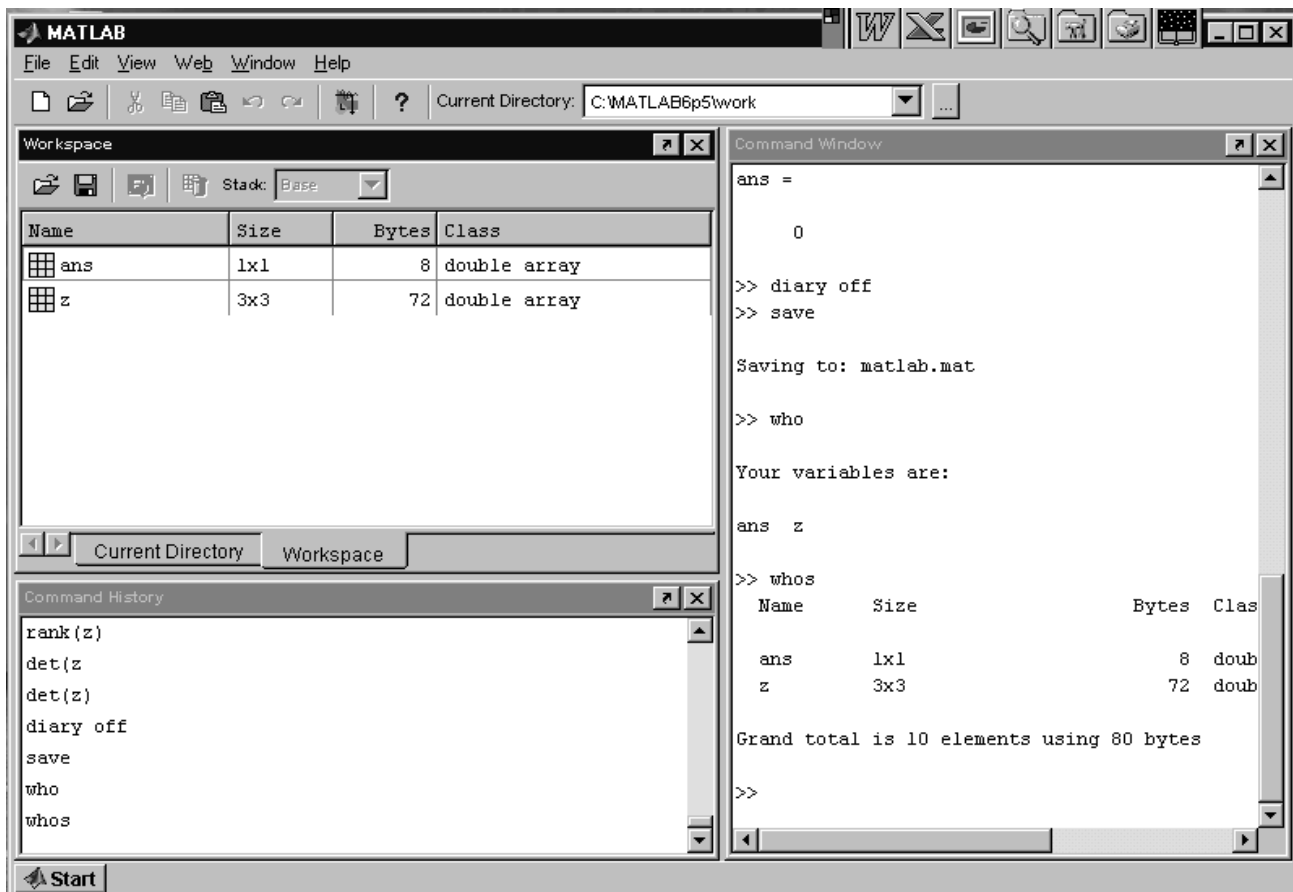 MATLAB
File Edit View Web Window Help
? Current Directory: C:\MATLAB6p5\work ...
Workspace
Stack: Base
Name Size Bytes Class
ans 1x1 8 double array
z 3x3 72 double array
Current Directory Workspace
Command History
rank(z)
det(z
det(z)
diary off
save
who
whos
Command Window
ans =
0
>> diary off
>> save
Saving to: matlab.mat
>> who
Your variables are:
ans z
>> whos
Name Size Bytes Clas
ans 1x1 8 doub
z 3x3 72 doub
Grand total is 10 elements using 80 bytes
>>
Start